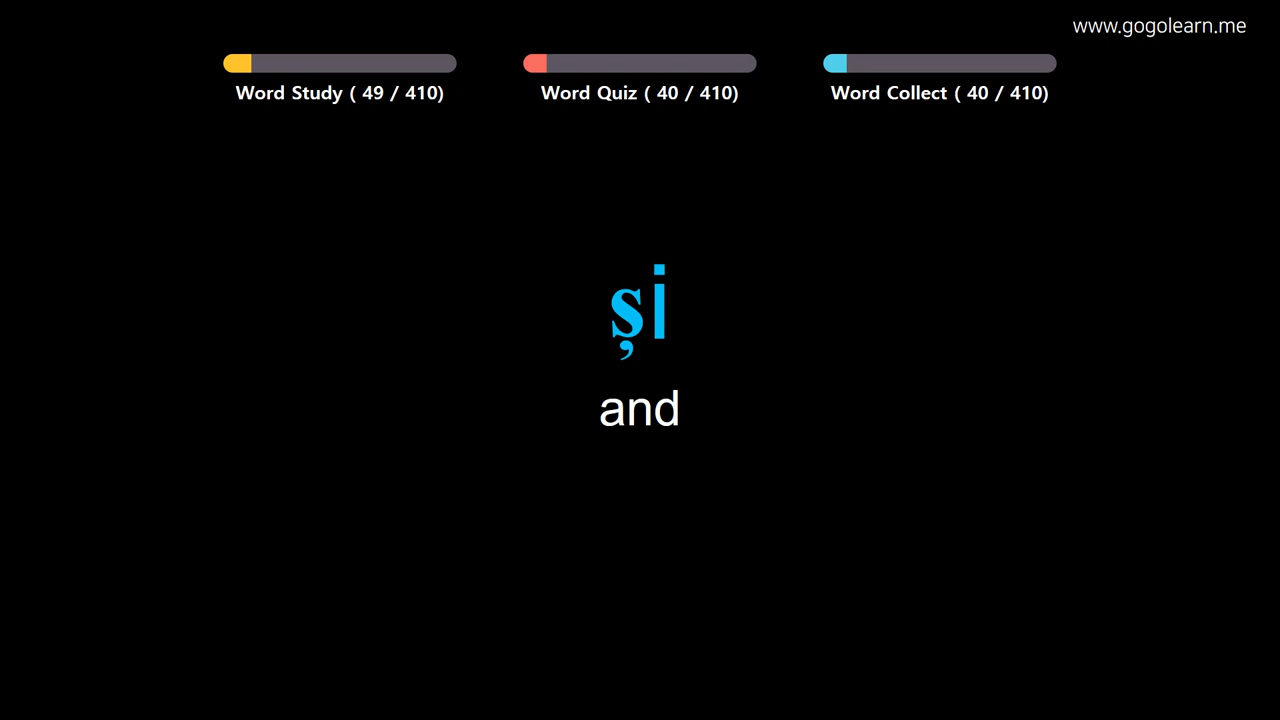 www.gogolearn.me
Word Study ( 49 / 410)
Word Quiz ( 40 / 410)
Word Collect ( 40 / 410)
și
and